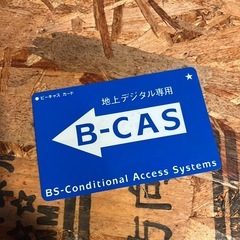 ● ビーキャス カード
★
地上デジタル専用
B-CAS
BS-Conditional Access Systems